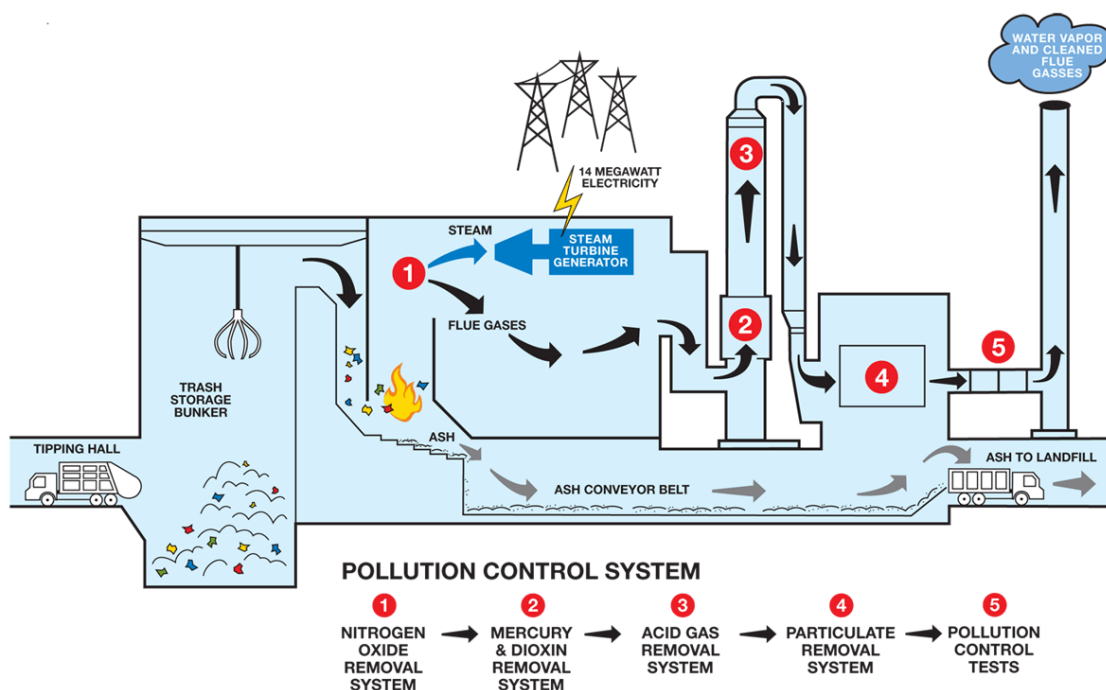 WATER VAPOR
AND CLEANED
FLUE
GASSES
3
14 MEGAWATT
ELECTRICITY
STEAM
STEAM
TURBINE
GENERATOR
1
2
FLUE GASES
5
4
TRASH
STORAGE
BUNKER
TIPPING HALL
ASH
ASH TO LANDFILL
ASH CONVEYOR BELT
POLLUTION CONTROL SYSTEM
1
NITROGEN
OXIDE
REMOVAL
SYSTEM
2
MERCURY
& DIOXIN
REMOVAL
SYSTEM
3
ACID GAS
REMOVAL
SYSTEM
4
PARTICULATE
REMOVAL
SYSTEM
5
POLLUTION
CONTROL
TESTS